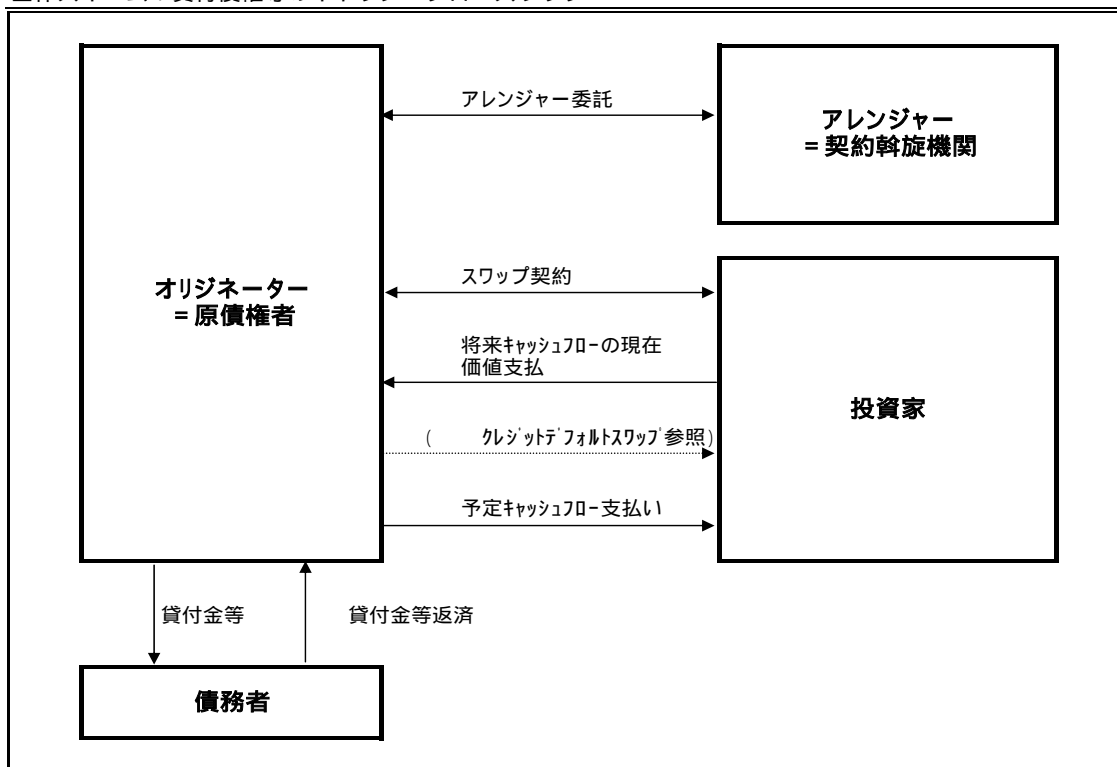 アレンジャー委託
アレンジャー
=契約斡旋機関
オリジネーター
=原債権者
スワップ契約
将来ｷｬｯｼｭﾌﾛｰの現在
価値支払
投資家
( ｸﾚｼﾞｯﾄﾃﾞﾌｫﾙﾄｽﾜｯﾌﾟ参照)
予定ｷｬｯｼｭﾌﾛｰ支払い
貸付金等
貸付金等返済
債務者